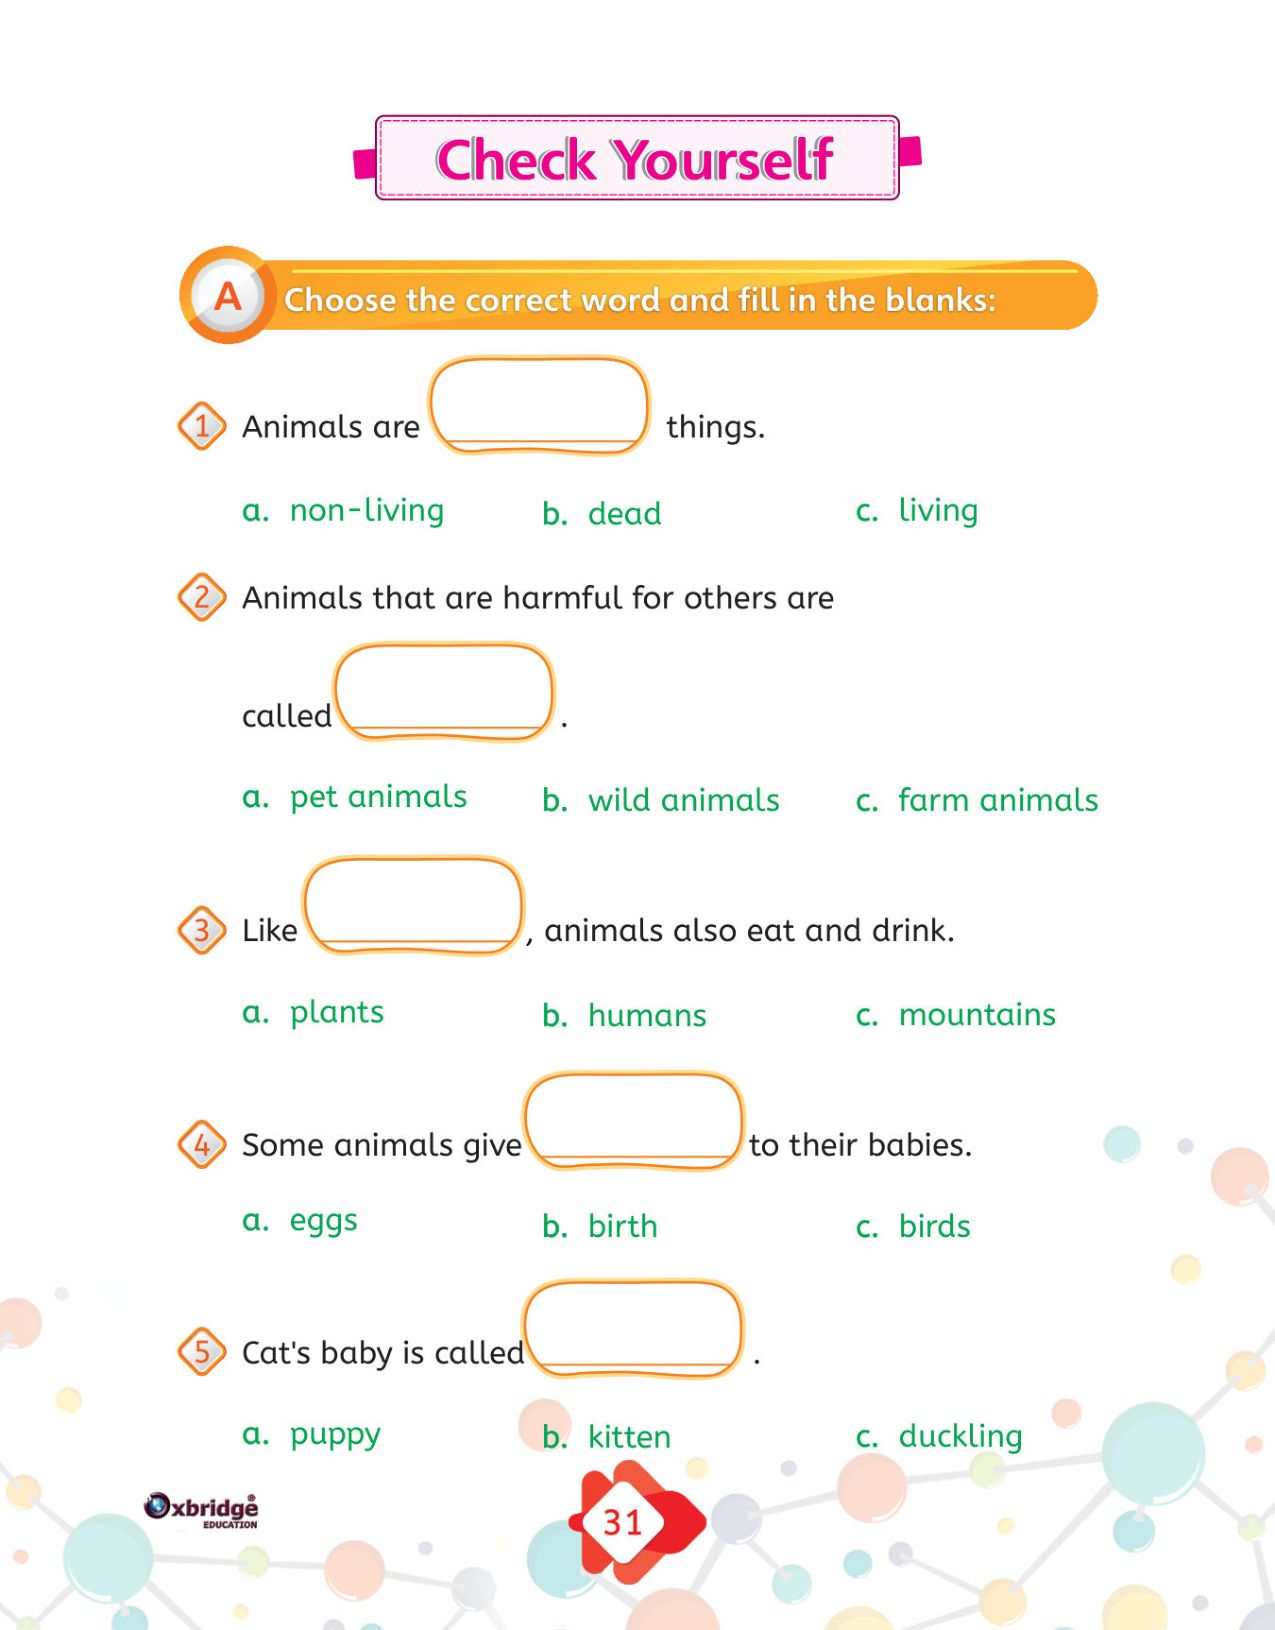 Check Yourself
A Choose the correct word and fill in the blanks:
1 Animals are things.
a. non-living b. dead c. living
2 Animals that are harmful for others are
called .
a. pet animals b. wild animals c. farm animals
3 Like , animals also eat and drink.
a. plants b. humans c. mountains
4 Some animals give to their babies.
a. eggs b. birth c. birds
5 Cat's baby is called .
a. puppy b. kitten c. duckling
Oxbridge®
EDUCATION
31